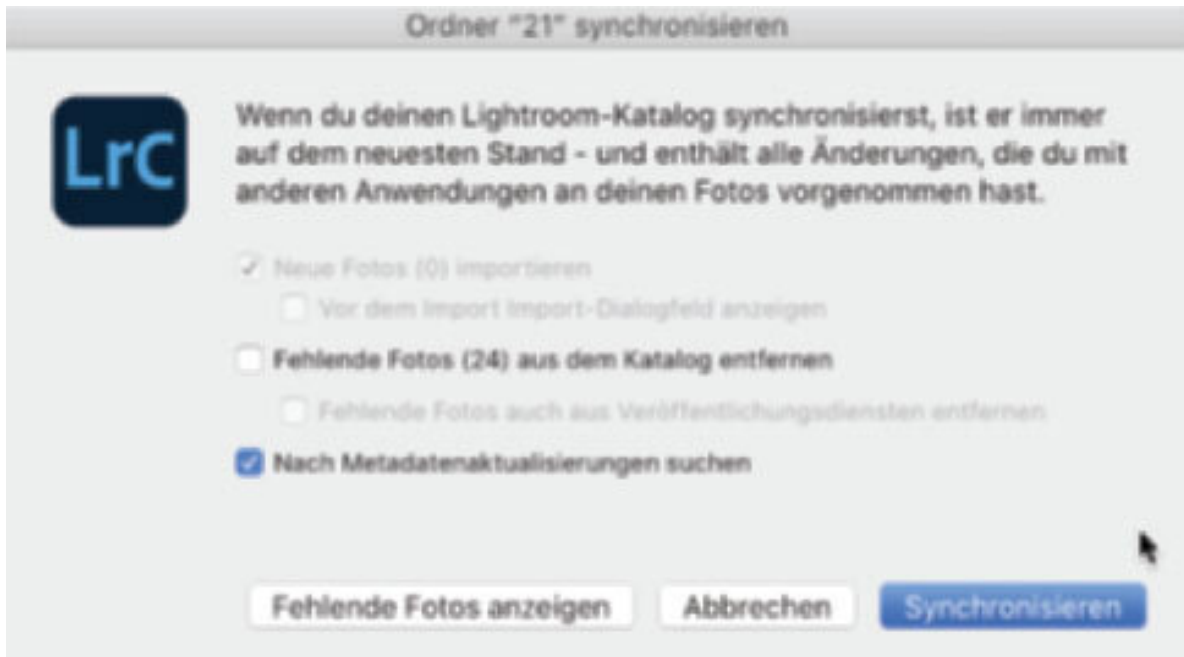 Ordner "21" synchronisieren
LrC
Wenn du deinen Lightroom-Katalog synchronisierst, ist er immer
auf dem neuesten Stand - und enthält alle Änderungen, die du mit
anderen Anwendungen an deinen Fotos vorgenommen hast.
Neue Fotos (0) importieren
Vor dem Import Import-Dialogfeld anzeigen
Fehlende Fotos (24) aus dem Katalog entfernen
Fehlende Fotos auch aus Veröffentlichungsdiensten entfernen
Nach Metadatenaktualisierungen suchen
Fehlende Fotos anzeigen Abbrechen Synchronisieren